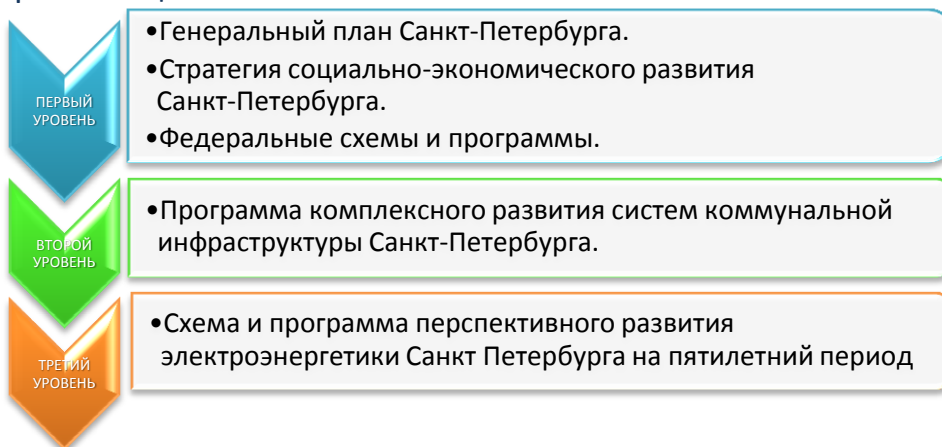 ПЕРВЫЙ
УРОВЕНЬ
•Генеральный план Санкт-Петербурга.
•Стратегия социально-экономического развития
Санкт-Петербурга.
•Федеральные схемы и программы.
ВТОРОЙ
УРОВЕНЬ
•Программа комплексного развития систем коммунальной
инфраструктуры Санкт-Петербурга.
ТРЕТИЙ
УРОВЕНЬ
•Схема и программа перспективного развития
электроэнергетики Санкт Петербурга на пятилетний период